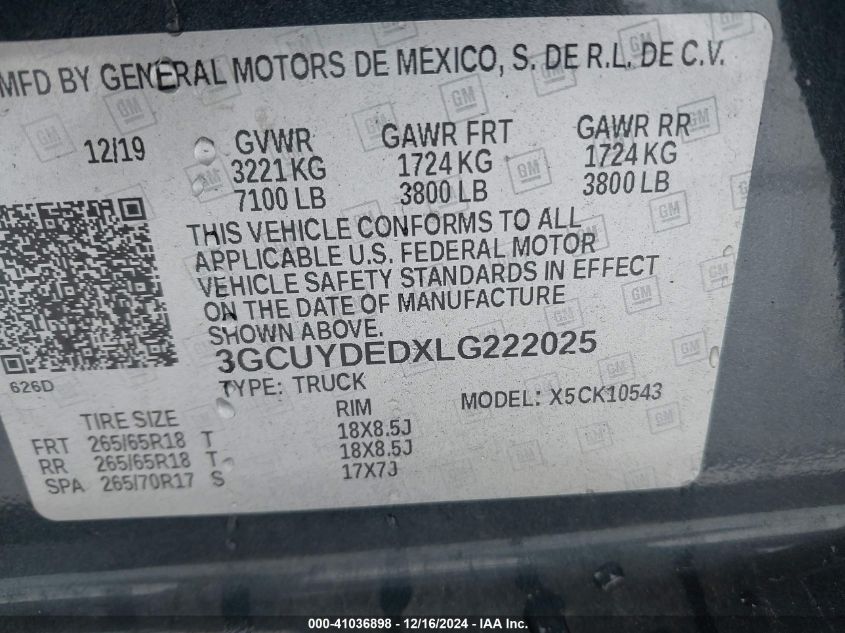 MFD BY GENERAL MOTORS DE MEXICO, S. DE R.L. DE C.V.
12/19 GVWR GAWR FRT GAWR RR
3221 KG 1724 KG 1724 KG
7100 LB 3800 LB 3800 LB
THIS VEHICLE CONFORMS TO ALL
APPLICABLE U.S. FEDERAL MOTOR
VEHICLE SAFETY STANDARDS IN EFFECT
ON THE DATE OF MANUFACTURE
SHOWN ABOVE.
3GCUYDEDXLG222025
626D
TYPE: TRUCK
MODEL: X5CK10543
TIRE SIZE RIM
FRT 265/65R18 T 18X8.5J
RR 265/65R18 T 18X8.5J
SPA 265/70R17 S 17X7J
GM
000-41036898 - 12/16/2024 - IAA Inc.